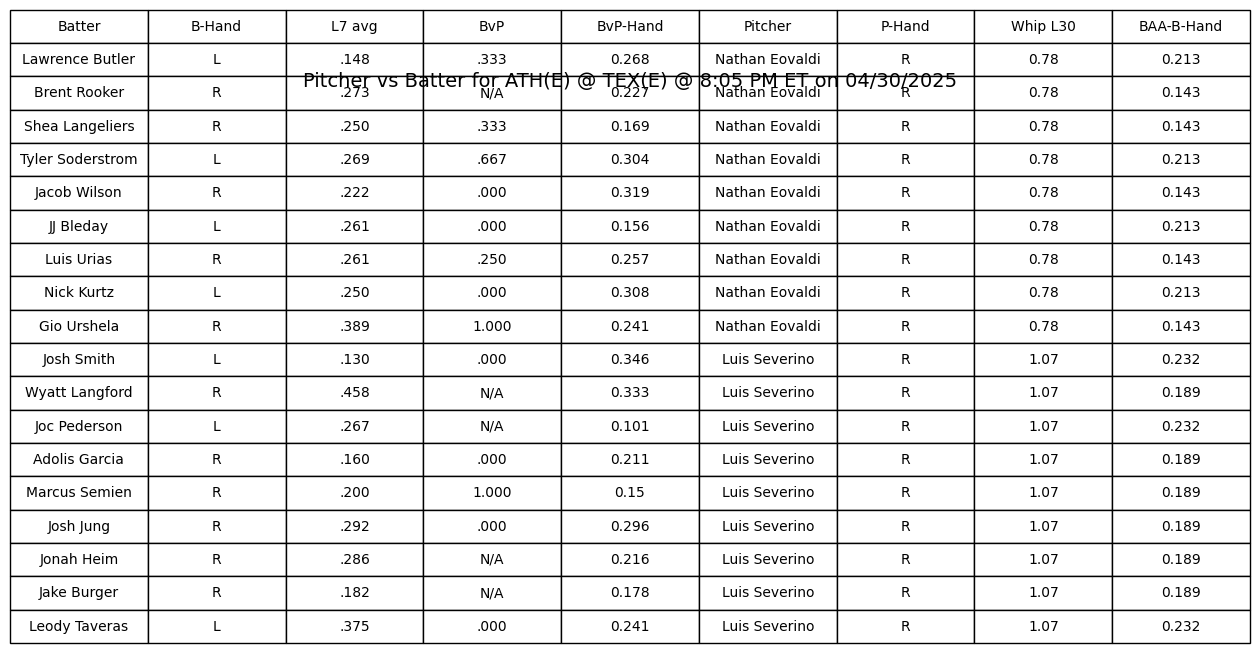 Batter B-Hand L7 avg BvP BvP-Hand Pitcher P-Hand Whip L30 BAA-B-Hand
Lawrence Butler L .148 .333 0.268 Nathan Eovaldi R 0.78 0.213
Pitcher vs Batter for ATH(E) @ TEX(E) @ 8:05 PM ET on 04/30/2025
Brent Rooker R .273 N/A 0.227 Nathan Eovaldi R 0.78 0.143
Shea Langeliers R .250 .333 0.169 Nathan Eovaldi R 0.78 0.143
Tyler Soderstrom L .269 .667 0.304 Nathan Eovaldi R 0.78 0.213
Jacob Wilson R .222 .000 0.319 Nathan Eovaldi R 0.78 0.143
JJ Bleday L .261 .000 0.156 Nathan Eovaldi R 0.78 0.213
Luis Urias R .261 .250 0.257 Nathan Eovaldi R 0.78 0.143
Nick Kurtz L .250 .000 0.308 Nathan Eovaldi R 0.78 0.213
Gio Urshela R .389 1.000 0.241 Nathan Eovaldi R 0.78 0.143
Josh Smith L .130 .000 0.346 Luis Severino R 1.07 0.232
Wyatt Langford R .458 N/A 0.333 Luis Severino R 1.07 0.189
Joc Pederson L .267 N/A 0.101 Luis Severino R 1.07 0.232
Adolis Garcia R .160 .000 0.211 Luis Severino R 1.07 0.189
Marcus Semien R .200 1.000 0.15 Luis Severino R 1.07 0.189
Josh Jung R .292 .000 0.296 Luis Severino R 1.07 0.189
Jonah Heim R .286 N/A 0.216 Luis Severino R 1.07 0.189
Jake Burger R .182 N/A 0.178 Luis Severino R 1.07 0.189
Leody Taveras L .375 .000 0.241 Luis Severino R 1.07 0.232